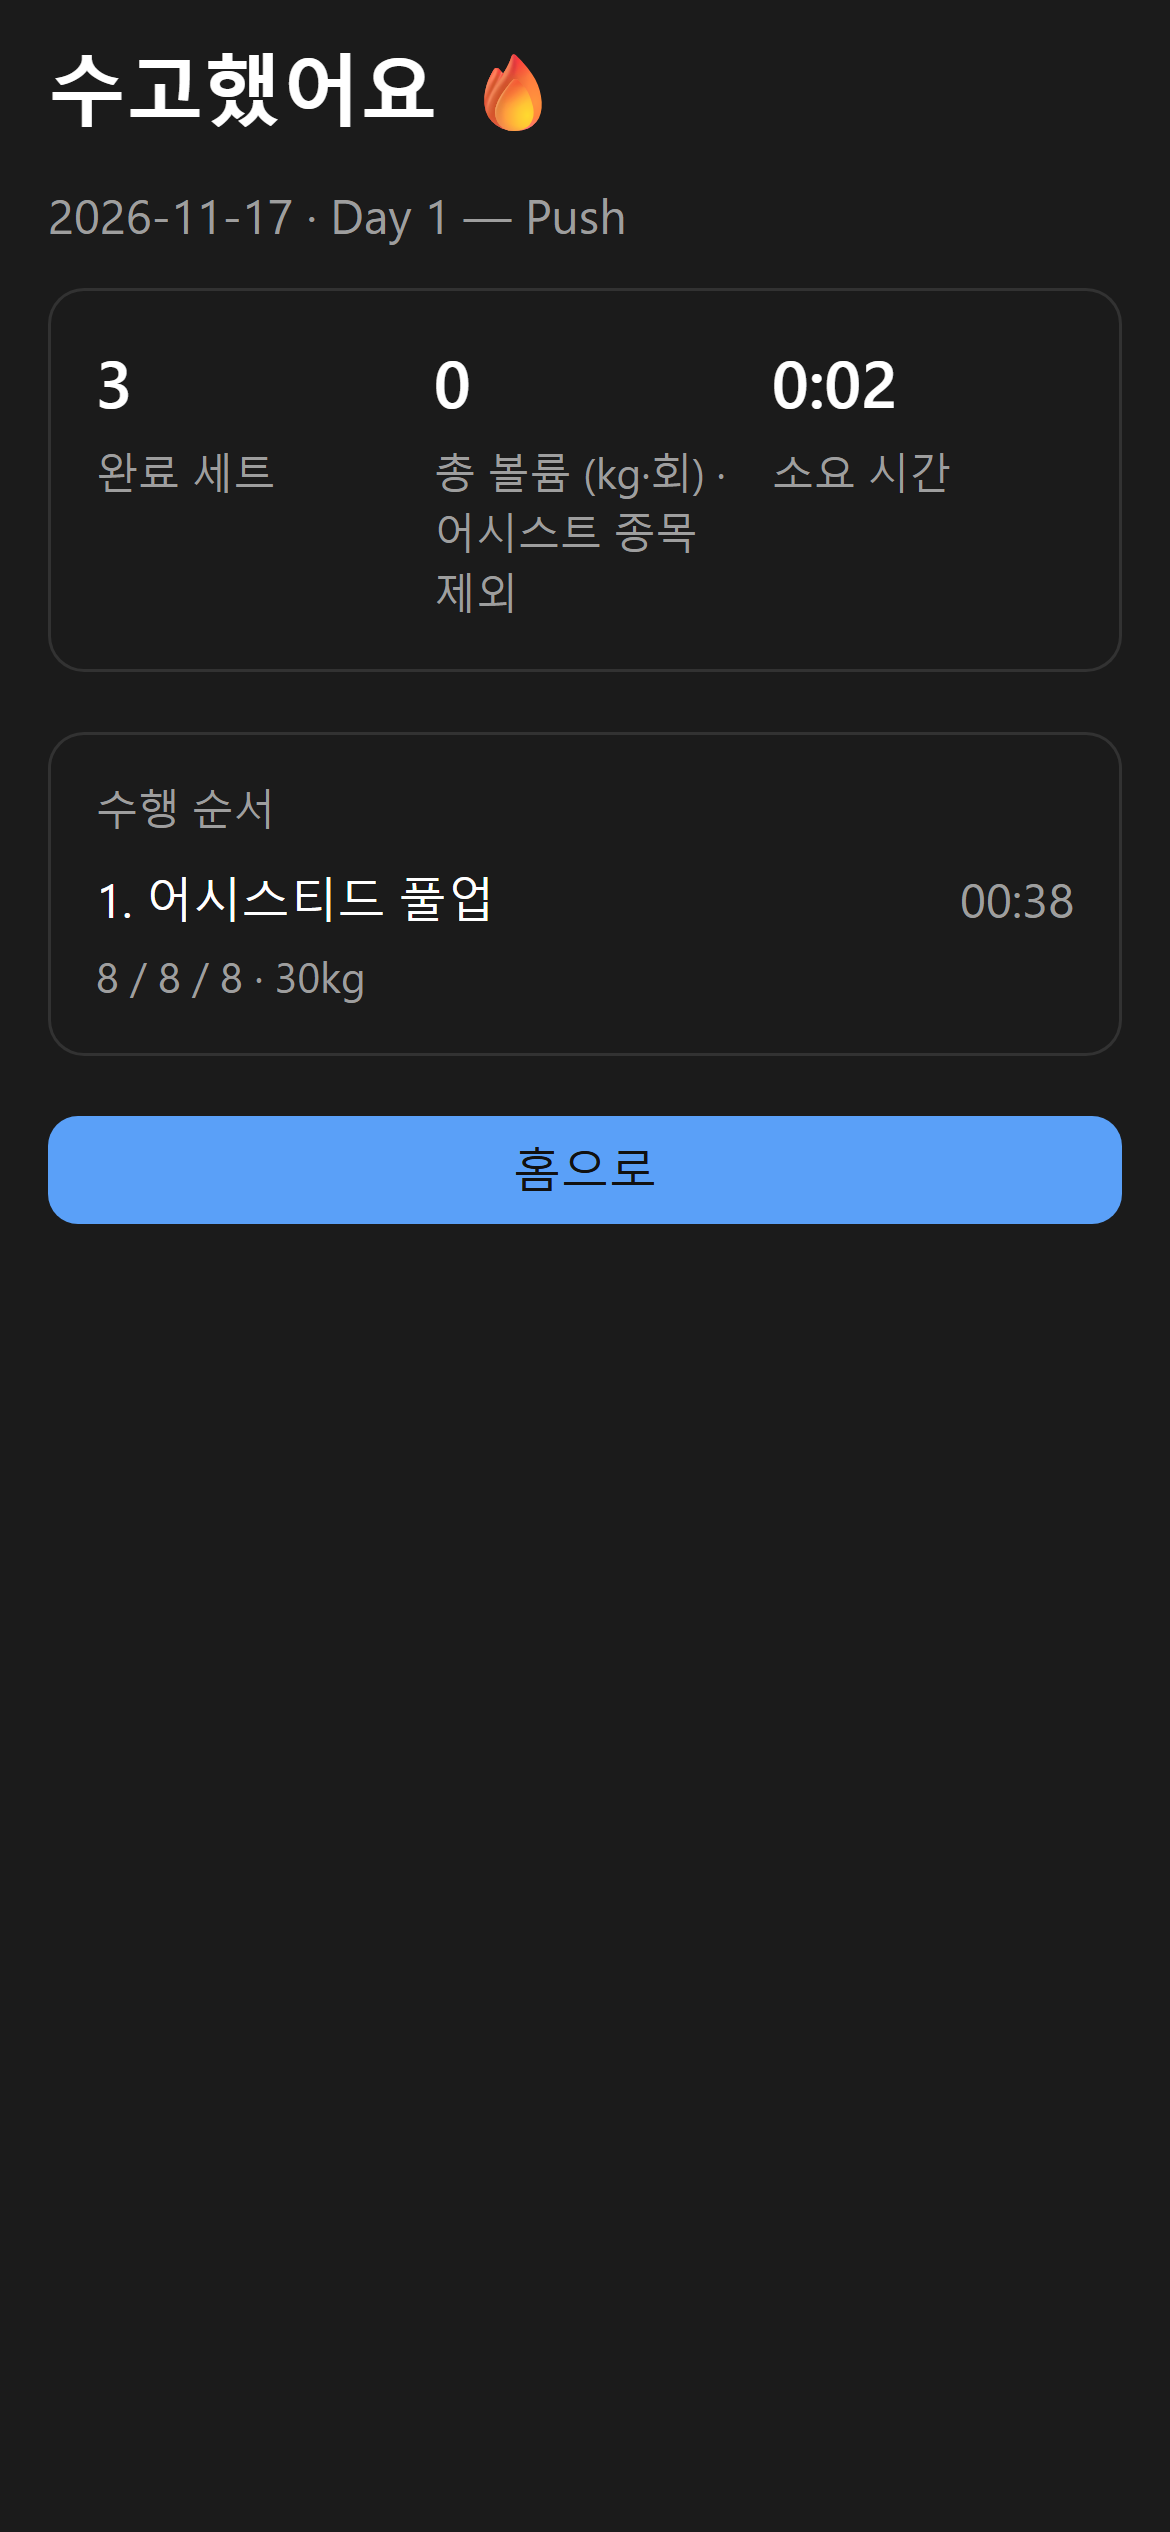 수고했어요 🔥
2026-11-17 · Day 1 — Push
3
완료 세트
0
총 볼륨 (kg·회) ·
어시스트 종목
제외
0:02
소요 시간
수행 순서
1. 어시스티드 풀업 00:38
8 / 8 / 8 · 30kg
홈으로